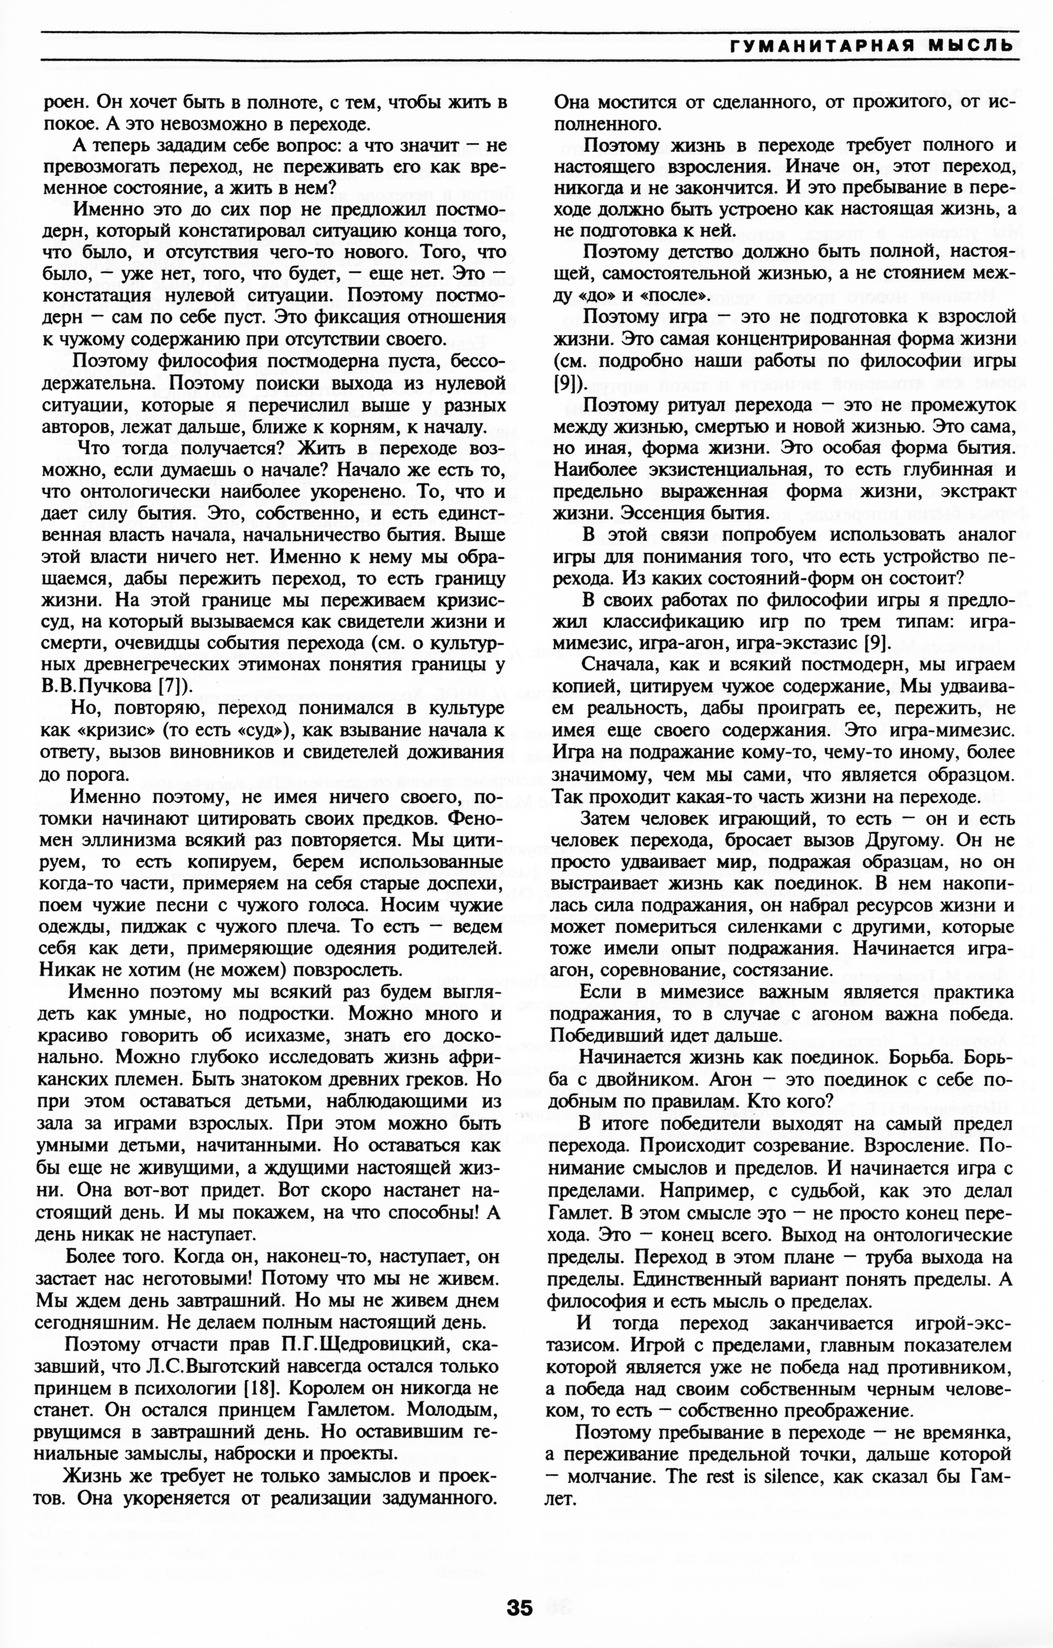 ГУМАНИТАРНАЯ МЫСЛЬ
роен. Он хочет быть в полноте, с тем, чтобы жить в
покое. А это невозможно в переходе.
А теперь зададим себе вопрос: а что значит — не
превозмогать переход, не переживать его как вре-
менное состояние, а жить в нем?
Именно это до сих пор не предложил постмо-
дерн, который констатировал ситуацию конца того,
что было, и отсутствия чего-то нового. Того, что
было, — уже нет, того, что будет, — еще нет. Это —
констатация нулевой ситуации. Поэтому постмо-
дерн — сам по себе пуст. Это фиксация отношения
к чужому содержанию при отсутствии своего.
Поэтому философия постмодерна пуста, бессо-
держательна. Поэтому поиски выхода из нулевой
ситуации, которые я перечислил выше у разных
авторов, лежат дальше, ближе к корням, к началу.
Что тогда получается? Жить в переходе воз-
можно, если думаешь о начале? Начало же есть то,
что онтологически наиболее укоренено. То, что и
дает силу бытия. Это, собственно, и есть единст-
венная власть начала, начальничество бытия. Выше
этой власти ничего нет. Именно к нему мы обра-
щаемся, дабы пережить переход, то есть границу
жизни. На этой границе мы переживаем кризис-
суд, на который вызываемся как свидетели жизни и
смерти, очевидцы события перехода (см. о культур-
ных древнегреческих этимонах понятия границы у
В.В.Пучкова [7]).
Но, повторяю, переход понимался в культуре
как «кризис» (то есть «суд»), как взывание начала к
ответу, вызов виновников и свидетелей доживания
до порога.
Именно поэтому, не имея ничего своего, по-
томки начинают цитировать своих предков. Фено-
мен эллинизма всякий раз повторяется. Мы цити-
руем, то есть копируем, берем использованные
когда-то части, примеряем на себя старые доспехи,
поем чужие песни с чужого голоса. Носим чужие
одежды, пиджак с чужого плеча. То есть — ведем
себя как дети, примеряющие одеяния родителей.
Никак не хотим (не можем) повзрослеть.
Именно поэтому мы всякий раз будем выгля-
деть как умные, но подростки. Можно много и
красиво говорить об исихазме, знать его доско-
нально. Можно глубоко исследовать жизнь афри-
канских племен. Быть знатоком древних греков. Но
при этом оставаться детьми, наблюдающими из
зала за играми взрослых. При этом можно быть
умными детьми, начитанными. Но оставаться как
бы еще не живущими, а ждущими настоящей жиз-
ни. Она вот-вот придет. Вот скоро настанет на-
стоящий день. И мы покажем, на что способны! А
день никак не наступает.
Более того. Когда он, наконец-то, наступает, он
застает нас неготовыми! Потому что мы не живем.
Мы ждем день завтрашний. Но мы не живем днем
сегодняшним. Не делаем полным настоящий день.
Поэтому отчасти прав П.Г.Щедровицкий, ска-
завший, что Л.С.Выготский навсегда остался только
принцем в психологии [18]. Королем он никогда не
станет. Он остался принцем Гамлетом. Молодым,
рвущимся в завтрашний день. Но оставившим ге-
ниальные замыслы, наброски и проекты.
Жизнь же требует не только замыслов и проек-
тов. Она укореняется от реализации задуманного.
Она мостится от сделанного, от прожитого, от ис-
полненного.
Поэтому жизнь в переходе требует полного и
настоящего взросления. Иначе он, этот переход,
никогда и не закончится. И это пребывание в пере-
ходе должно быть устроено как настоящая жизнь, а
не подготовка к ней.
Поэтому детство должно быть полной, настоя-
щей, самостоятельной жизнью, а не стоянием меж-
ду «до» и «после».
Поэтому игра — это не подготовка к взрослой
жизни. Это самая концентрированная форма жизни
(см. подробно наши работы по философии игры
[9]).
Поэтому ритуал перехода — это не промежуток
между жизнью, смертью и новой жизнью. Это сама,
но иная, форма жизни. Это особая форма бытия.
Наиболее экзистенциальная, то есть глубинная и
предельно выраженная форма жизни, экстракт
жизни. Эссенция бытия.
В этой связи попробуем использовать аналог
игры для понимания того, что есть устройство пе-
рехода. Из каких состояний-форм он состоит?
В своих работах по философии игры я предло-
жил классификацию игр по трем типам: игра-
мимезис, игра-агон, игра-экстазис [9].
Сначала, как и всякий постмодерн, мы играем
копией, цитируем чужое содержание, Мы удваива-
ем реальность, дабы проиграть ее, пережить, не
имея еще своего содержания. Это игра-мимезис.
Игра на подражание кому-то, чему-то иному, более
значимому, чем мы сами, что является образцом.
Так проходит какая-то часть жизни на переходе.
Затем человек играющий, то есть — он и есть
человек перехода, бросает вызов Другому. Он не
просто удваивает мир, подражая образцам, но он
выстраивает жизнь как поединок. В нем накопи-
лась сила подражания, он набрал ресурсов жизни и
может помериться силенками с другими, которые
тоже имели опыт подражания. Начинается игра-
агон, соревнование, состязание.
Если в мимезисе важным является практика
подражания, то в случае с агоном важна победа.
Победивший идет дальше.
Начинается жизнь как поединок. Борьба. Борь-
ба с двойником. Агон — это поединок с себе по-
добным по правилам. Кто кого?
В итоге победители выходят на самый предел
перехода. Происходит созревание. Взросление. По-
нимание смыслов и пределов. И начинается игра с
пределами. Например, с судьбой, как это делал
Гамлет. В этом смысле это — не просто конец пере-
хода. Это — конец всего. Выход на онтологические
пределы. Переход в этом плане — труба выхода на
пределы. Единственный вариант понять пределы. А
философия и есть мысль о пределах.
И тогда переход заканчивается игрой-экс-
тазисом. Игрой с пределами, главным показателем
которой является уже не победа над противником,
а победа над своим собственным черным челове-
ком, то есть — собственно преображение.
Поэтому пребывание в переходе — не времянка,
а переживание предельной точки, дальше которой
— молчание. The rest is silence, как сказал бы Гам-
лет.
35